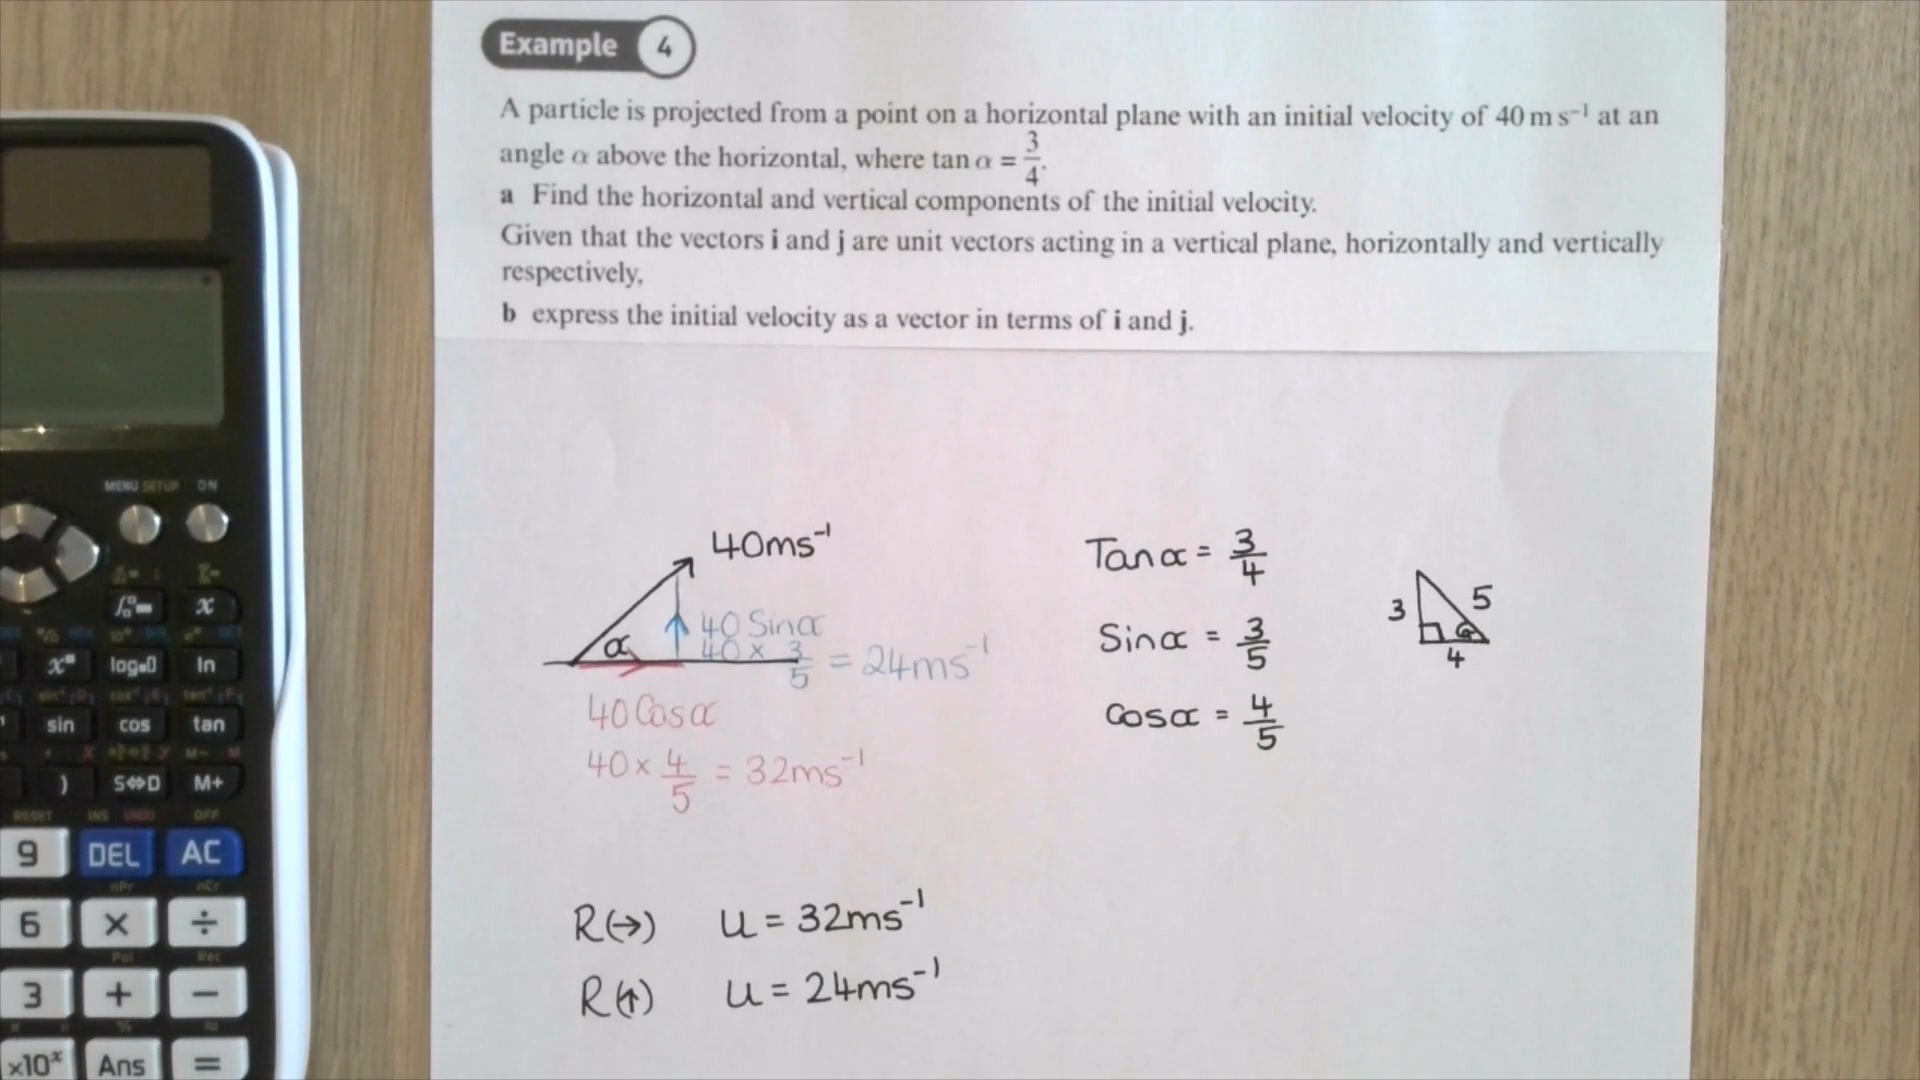 Example 4
A particle is projected from a point on a horizontal plane with an initial velocity of 40 m s⁻¹ at an
angle α above the horizontal, where tan α = 3/4.
a Find the horizontal and vertical components of the initial velocity.
Given that the vectors i and j are unit vectors acting in a vertical plane, horizontally and vertically
respectively,
b express the initial velocity as a vector in terms of i and j.
40ms⁻¹
α
40 Sinα
40 × 3/5 = 24ms⁻¹
40 Cosα
40 × 4/5 = 32ms⁻¹
Tanα = 3/4
Sinα = 3/5
Cosα = 4/5
3
5
4
R(→) u = 32ms⁻¹
R(↑) u = 24ms⁻¹
MENU SETUP ON
x
log ln
sin cos tan
) S⇔D M+
9 DEL AC
nPr nCr
6 × ÷
Pol Rec
3 + −
×10ˣ Ans =